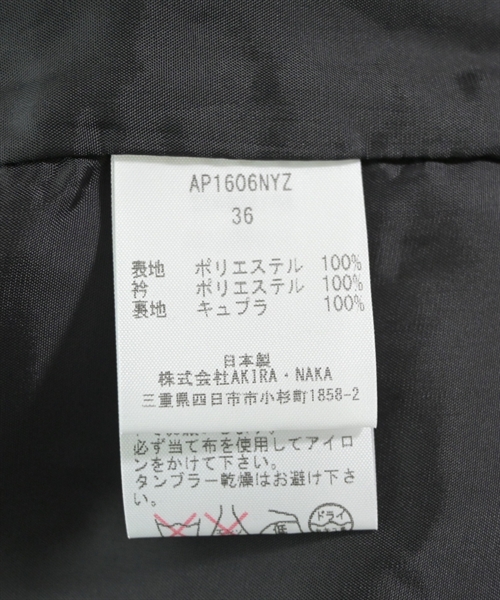 AP1606NYZ
36
表地 ポリエステル 100%
衿 ポリエステル 100%
裏地 キュプラ 100%
日本製
株式会社AKIRA・NAKA
三重県四日市市小杉町1858-2
必ず当て布を使用してアイロ
ンをかけて下さい。
タンブラー乾燥はお避け下さ
い。
低
ドライ